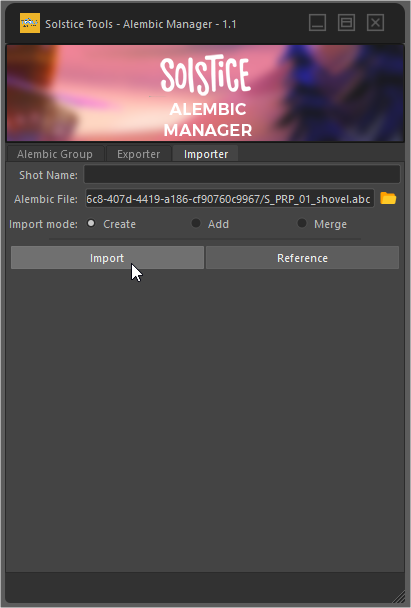 Solstice Tools - Alembic Manager - 1.1
SOLSTICE
ALEMBIC
MANAGER
Alembic Group Exporter Importer
Shot Name:
Alembic File: 6c8-407d-4419-a186-cf90760c9967/S_PRP_01_shovel.abc
Import mode: Create Add Merge
Import Reference